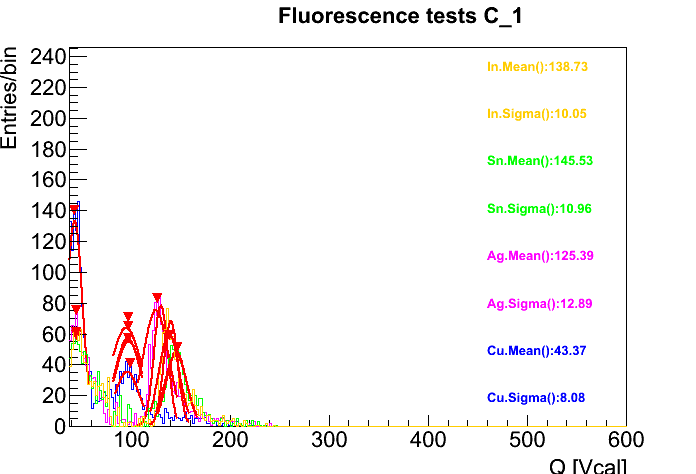 Fluorescence tests C_1
Entries/bin
240
220
200
180
160
140
120
100
80
60
40
20
0
100
200
300
400
500
600
Q [Vcal]
In.Mean():138.73
In.Sigma():10.05
Sn.Mean():145.53
Sn.Sigma():10.96
Ag.Mean():125.39
Ag.Sigma():12.89
Cu.Mean():43.37
Cu.Sigma():8.08